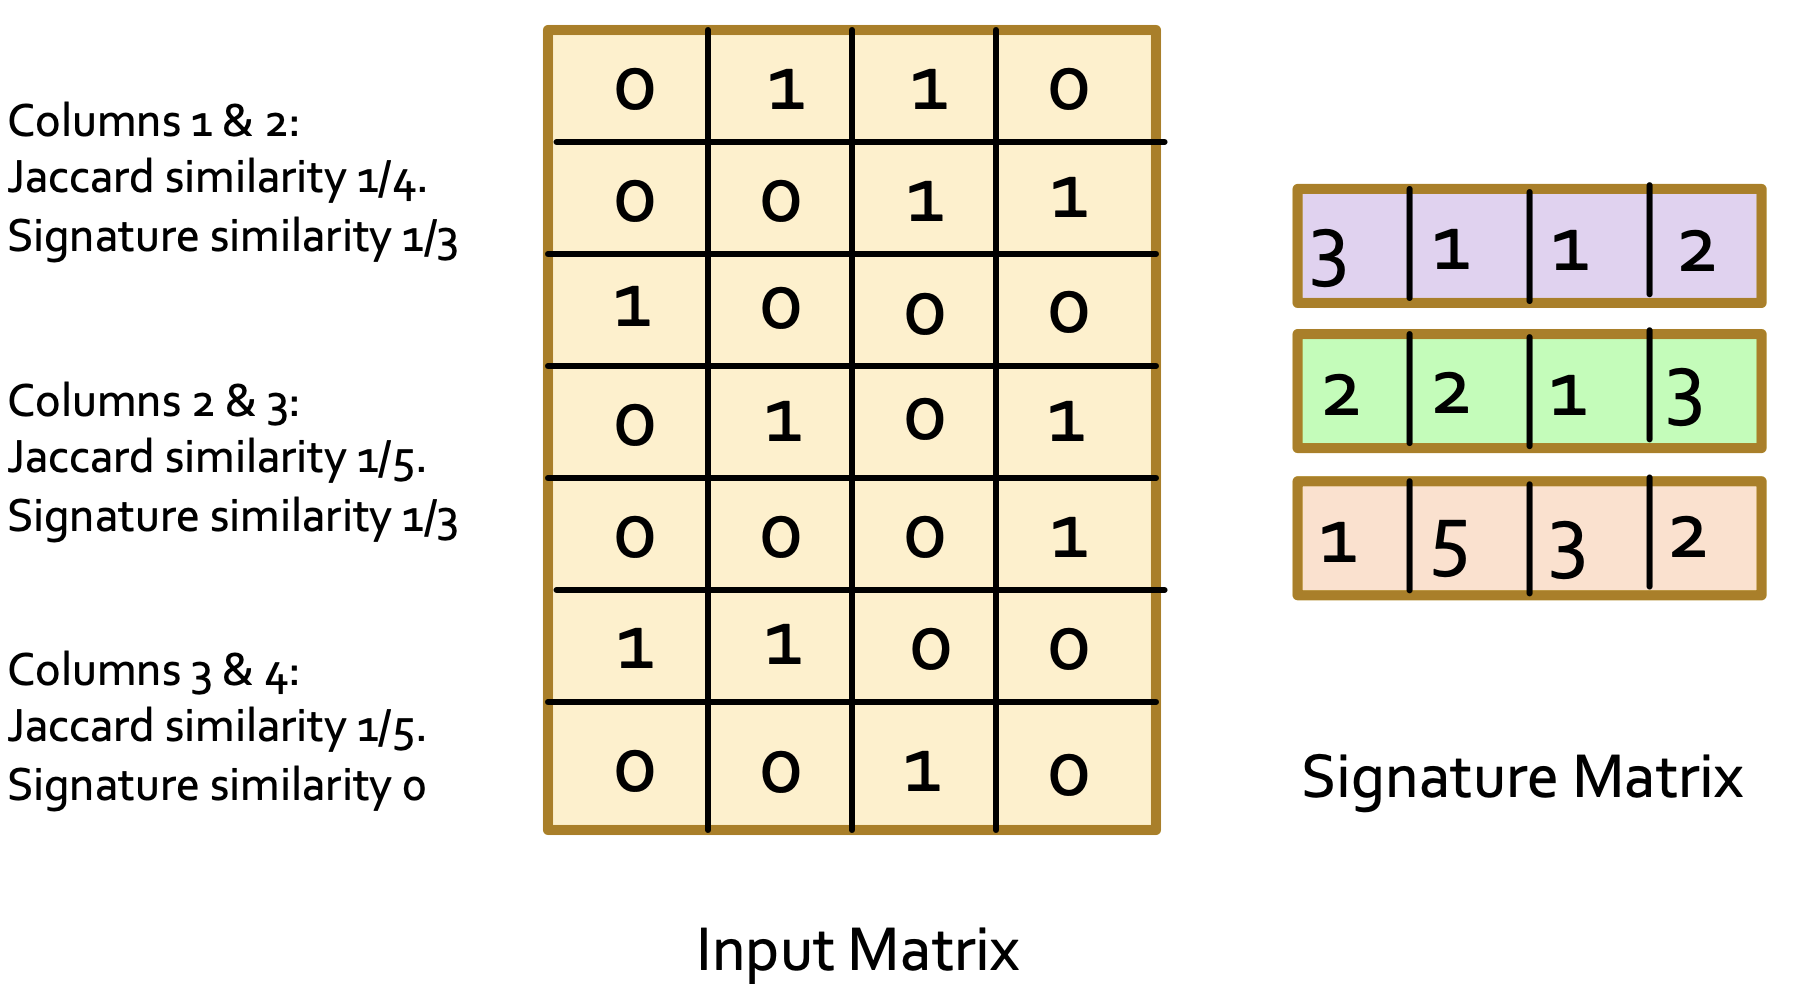 Columns 1 & 2:
Jaccard similarity 1/4.
Signature similarity 1/3
Columns 2 & 3:
Jaccard similarity 1/5.
Signature similarity 1/3
Columns 3 & 4:
Jaccard similarity 1/5.
Signature similarity 0
0 1 1 0
0 0 1 1
1 0 0 0
0 1 0 1
0 0 0 1
1 1 0 0
0 0 1 0
Input Matrix
3 1 1 2
2 2 1 3
1 5 3 2
Signature Matrix